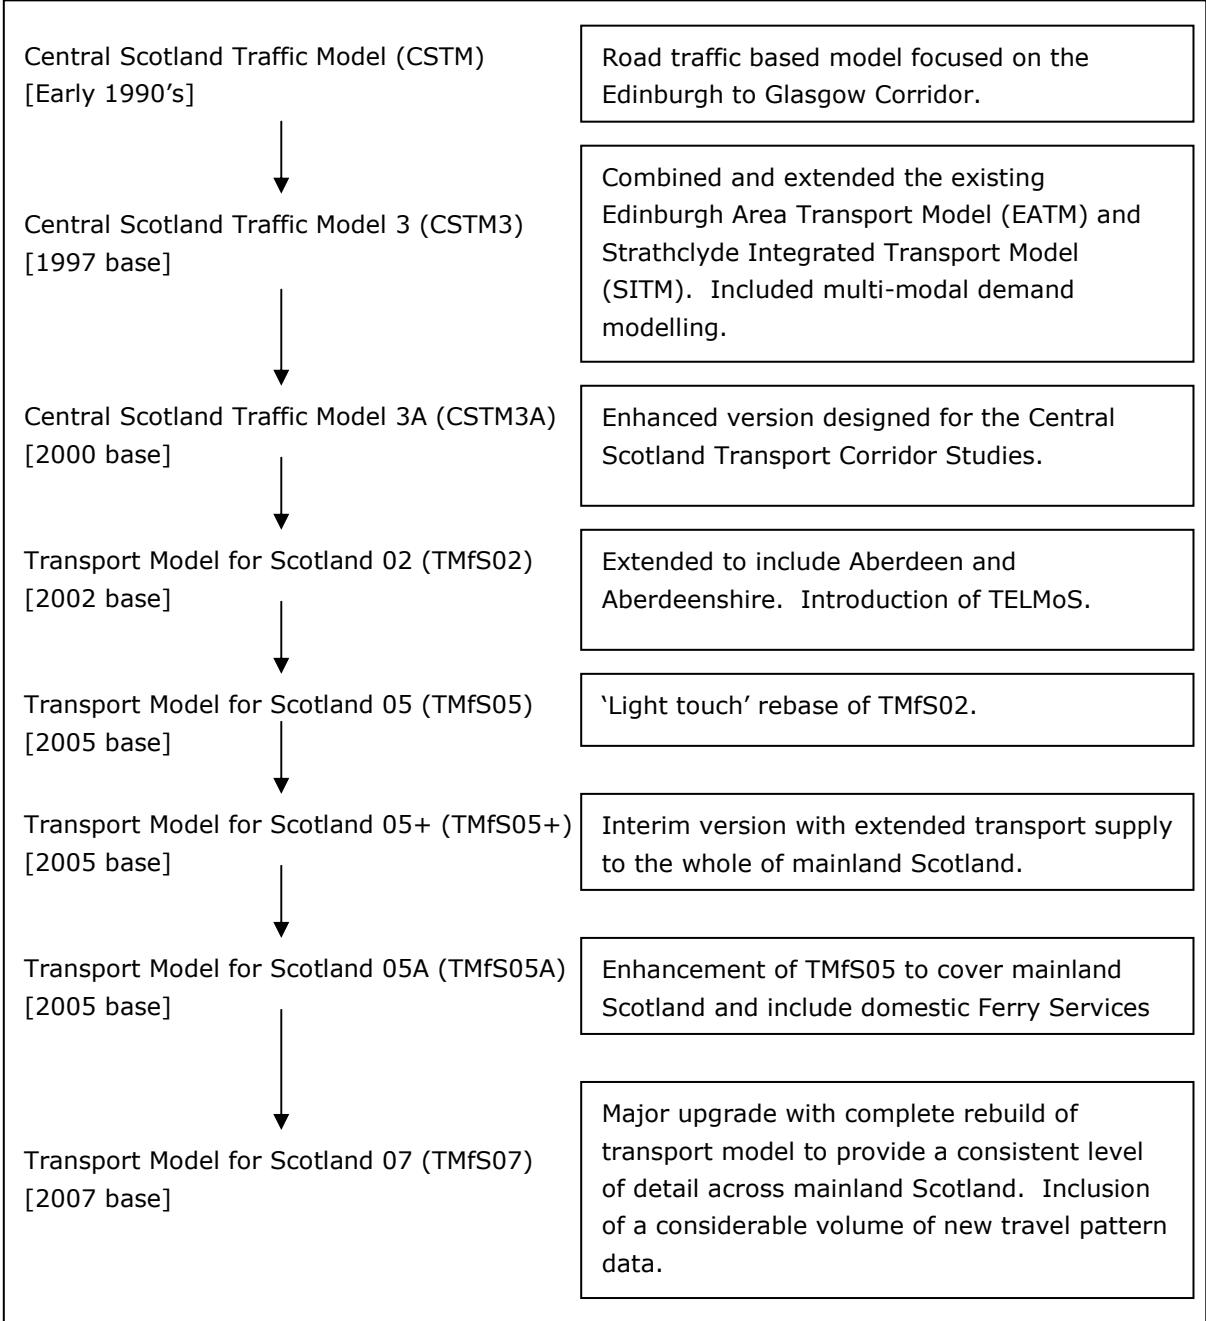 Central Scotland Traffic Model (CSTM)
[Early 1990’s]
Road traffic based model focused on the
Edinburgh to Glasgow Corridor.
Central Scotland Traffic Model 3 (CSTM3)
[1997 base]
Combined and extended the existing
Edinburgh Area Transport Model (EATM) and
Strathclyde Integrated Transport Model
(SITM).  Included multi-modal demand
modelling.
Central Scotland Traffic Model 3A (CSTM3A)
[2000 base]
Enhanced version designed for the Central
Scotland Transport Corridor Studies.
Transport Model for Scotland 02 (TMfS02)
[2002 base]
Extended to include Aberdeen and
Aberdeenshire.  Introduction of TELMoS.
Transport Model for Scotland 05 (TMfS05)
[2005 base]
‘Light touch’ rebase of TMfS02.
Transport Model for Scotland 05+ (TMfS05+)
[2005 base]
Interim version with extended transport supply
to the whole of mainland Scotland.
Transport Model for Scotland 05A (TMfS05A)
[2005 base]
Enhancement of TMfS05 to cover mainland
Scotland and include domestic Ferry Services
Transport Model for Scotland 07 (TMfS07)
[2007 base]
Major upgrade with complete rebuild of
transport model to provide a consistent level
of detail across mainland Scotland.  Inclusion
of a considerable volume of new travel pattern
data.